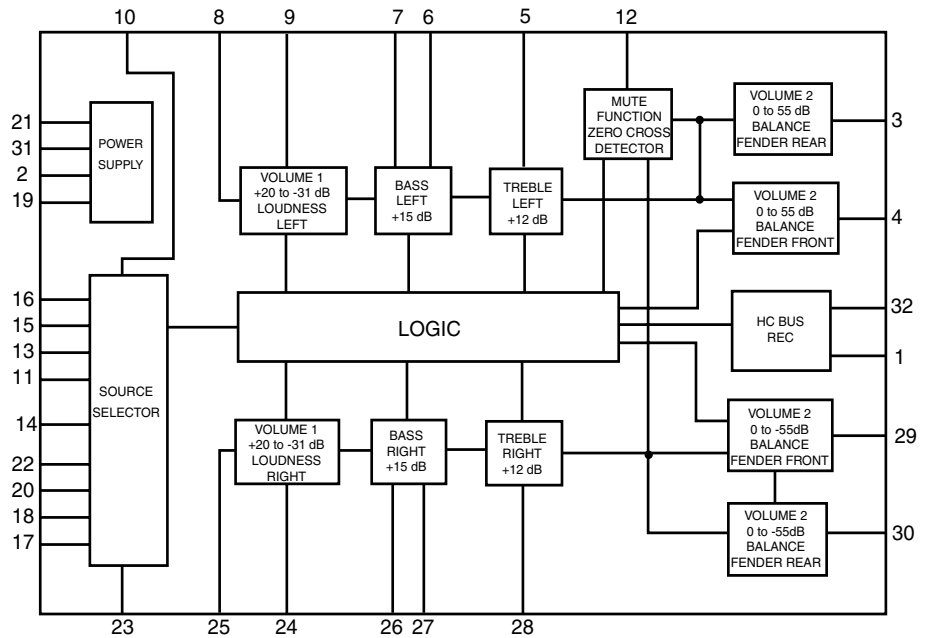 10 8 9 7 6 5 12
21
31
2
19
POWER
SUPPLY
VOLUME 1
+20 to -31 dB
LOUDNESS
LEFT
BASS
LEFT
+15 dB
TREBLE
LEFT
+12 dB
MUTE
FUNCTION
ZERO CROSS
DETECTOR
VOLUME 2
0 to 55 dB
BALANCE
FENDER REAR
3
VOLUME 2
0 to 55 dB
BALANCE
FENDER FRONT
4
16
15
13
11
14
22
20
18
17
SOURCE
SELECTOR
LOGIC
HC BUS
REC
32
1
VOLUME 1
+20 to -31 dB
LOUDNESS
RIGHT
BASS
RIGHT
+15 dB
TREBLE
RIGHT
+12 dB
VOLUME 2
0 to -55dB
BALANCE
FENDER FRONT
29
VOLUME 2
0 to -55dB
BALANCE
FENDER REAR
30
23 25 24 26 27 28